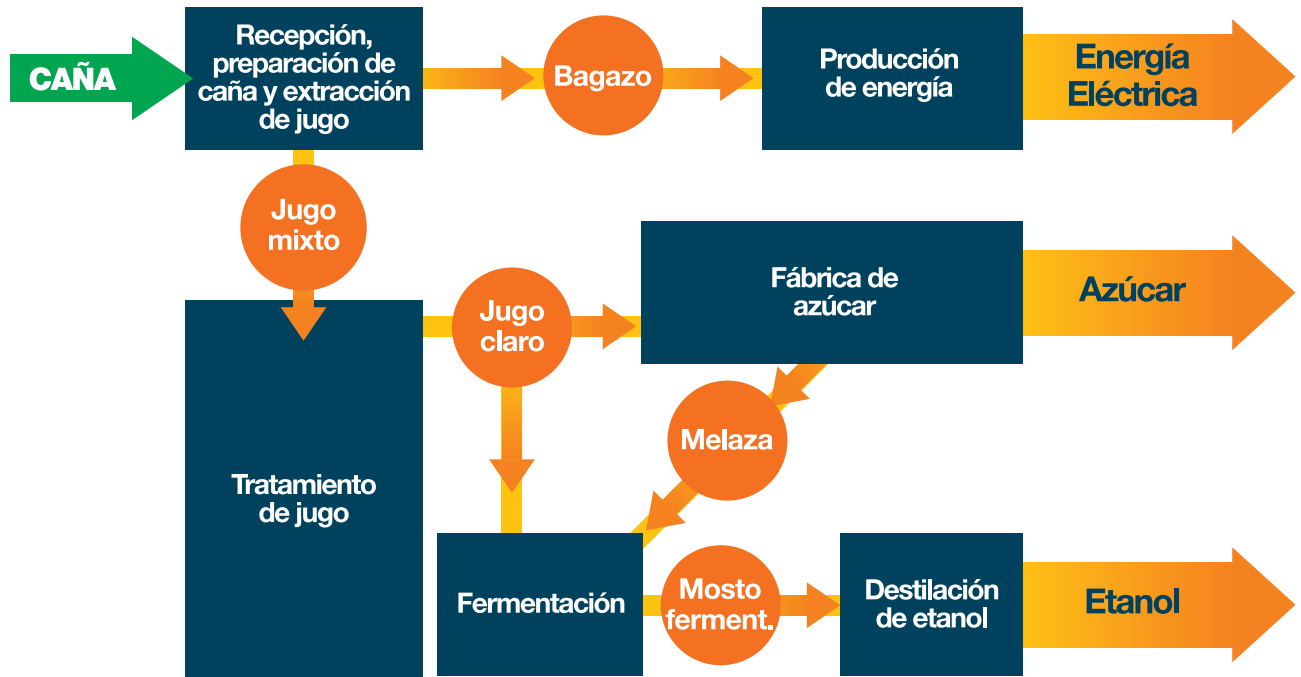 CAÑA
Recepción,
preparación de
caña y extracción
de jugo
Bagazo
Producción
de energía
Energía
Eléctrica
Jugo
mixto
Fábrica de
azúcar
Azúcar
Jugo
claro
Melaza
Tratamiento
de jugo
Fermentación
Mosto
ferment.
Destilación
de etanol
Etanol